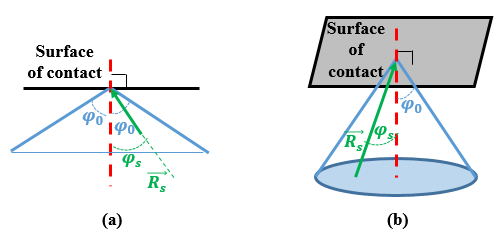 Surface
of contact
φ0
φ0
φs
Rs
(a)
Surface
of
contact
φ0
Rs
φs
(b)